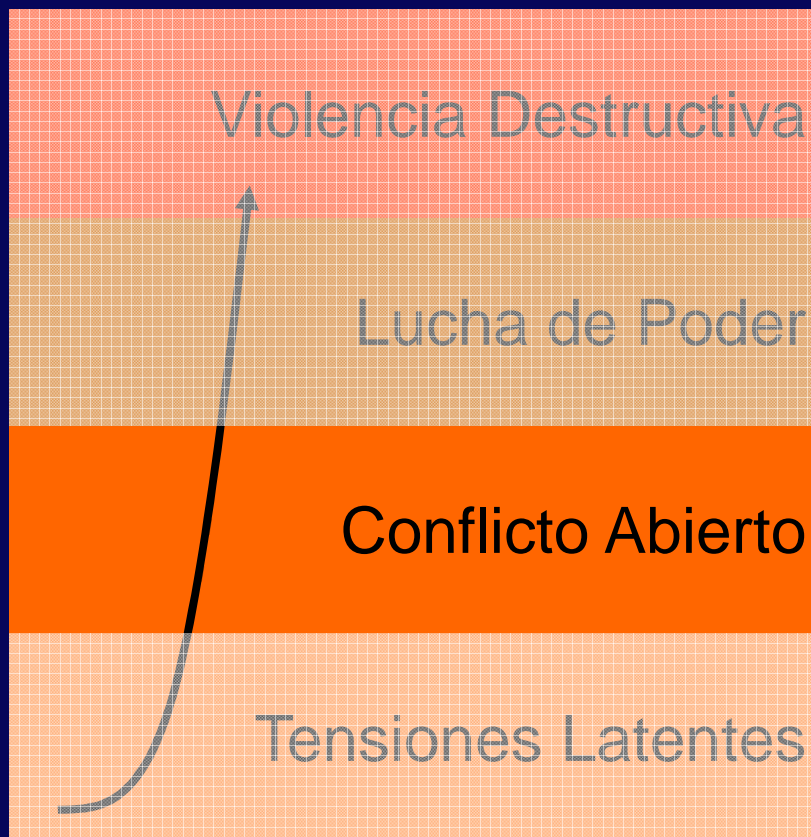 Violencia Destructiva
Lucha de Poder
Conflicto Abierto
Tensiones Latentes